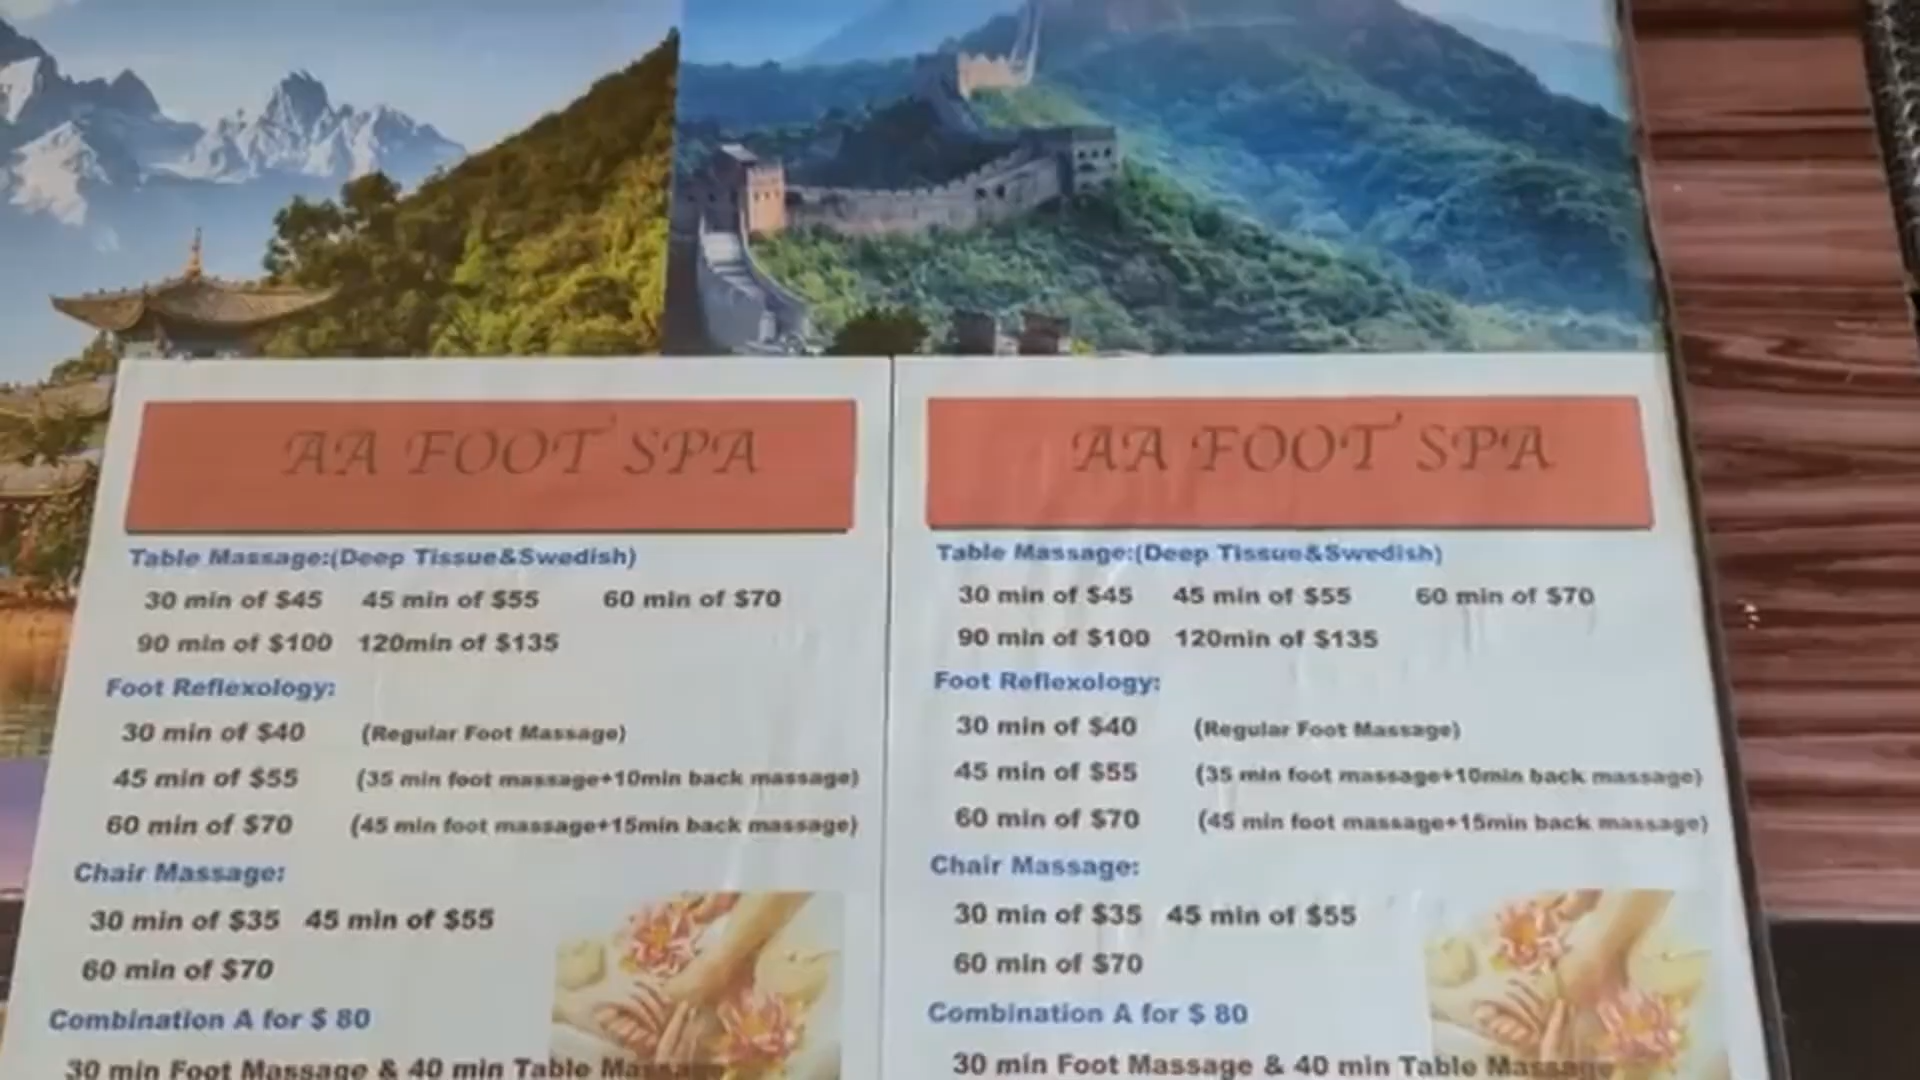 AA FOOT SPA
Table Massage:(Deep Tissue&Swedish)
30 min of $45 45 min of $55 60 min of $70
90 min of $100 120min of $135
Foot Reflexology:
30 min of $40 (Regular Foot Massage)
45 min of $55 (35 min foot massage+10min back massage)
60 min of $70 (45 min foot massage+15min back massage)
Chair Massage:
30 min of $35 45 min of $55
60 min of $70
Combination A for $ 80
30 min Foot Massage & 40 min Table Massage
AA FOOT SPA
Table Massage:(Deep Tissue&Swedish)
30 min of $45 45 min of $55 60 min of $70
90 min of $100 120min of $135
Foot Reflexology:
30 min of $40 (Regular Foot Massage)
45 min of $55 (35 min foot massage+10min back massage)
60 min of $70 (45 min foot massage+15min back massage)
Chair Massage:
30 min of $35 45 min of $55
60 min of $70
Combination A for $ 80
30 min Foot Massage & 40 min Table Massage